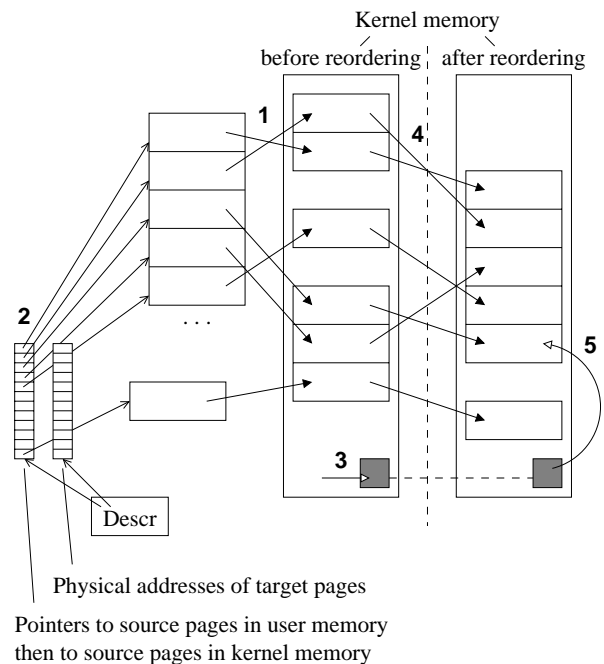 Kernel memory
before reordering
after reordering
1
4
2
. . .
5
3
Descr
Physical addresses of target pages
Pointers to source pages in user memory
then to source pages in kernel memory